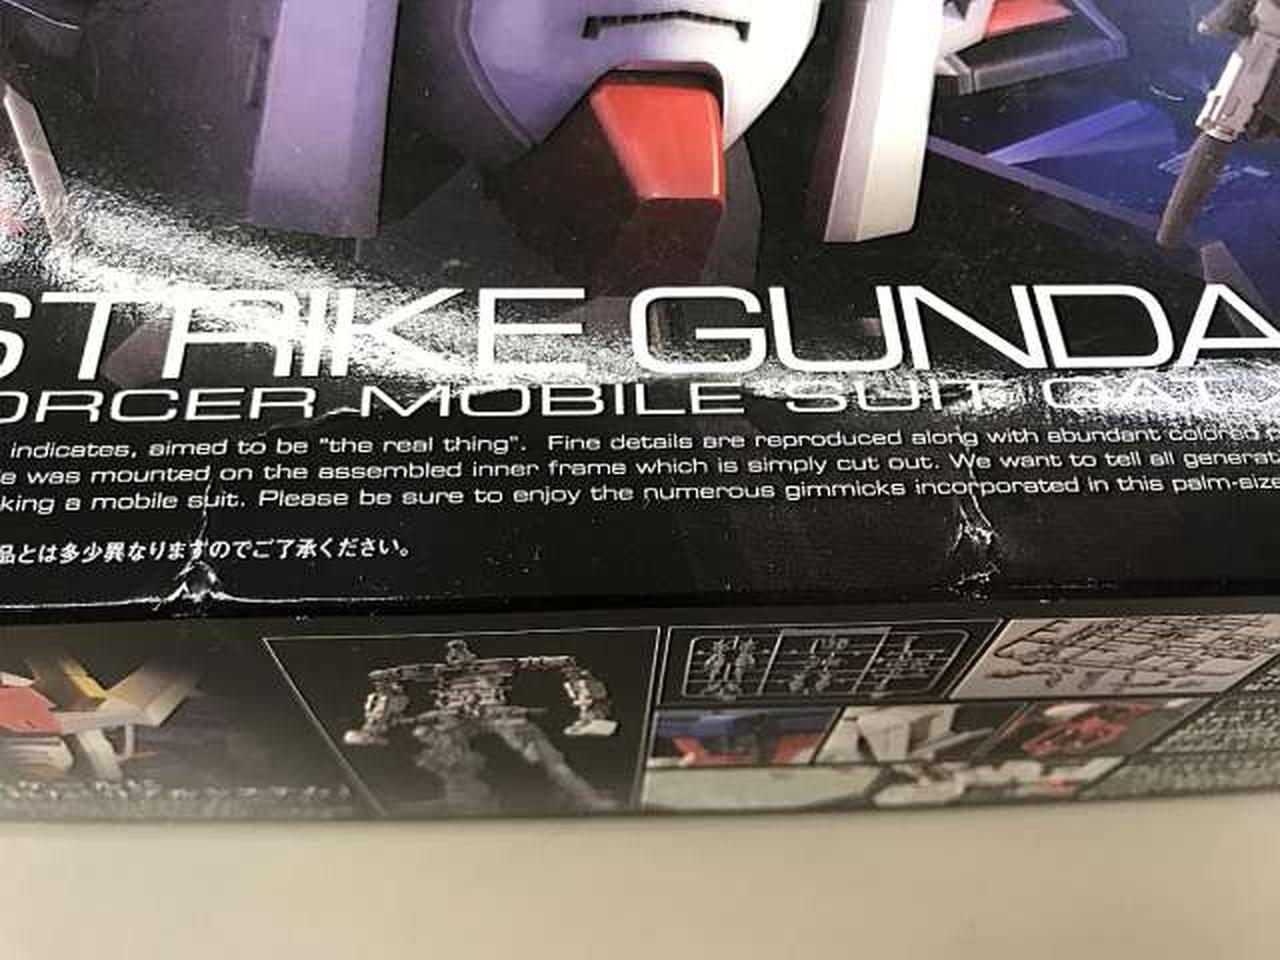 STRIKE GUNDA
ORCER MOBILE SUIT GAT-X
indicates, aimed to be "the real thing". Fine details are reproduced along with abundant colored p
e was mounted on the assembled inner frame which is simply cut out. We want to tell all generat
king a mobile suit. Please be sure to enjoy the numerous gimmicks incorporated in this palm-size
品とは多少異なりますのでご了承ください。